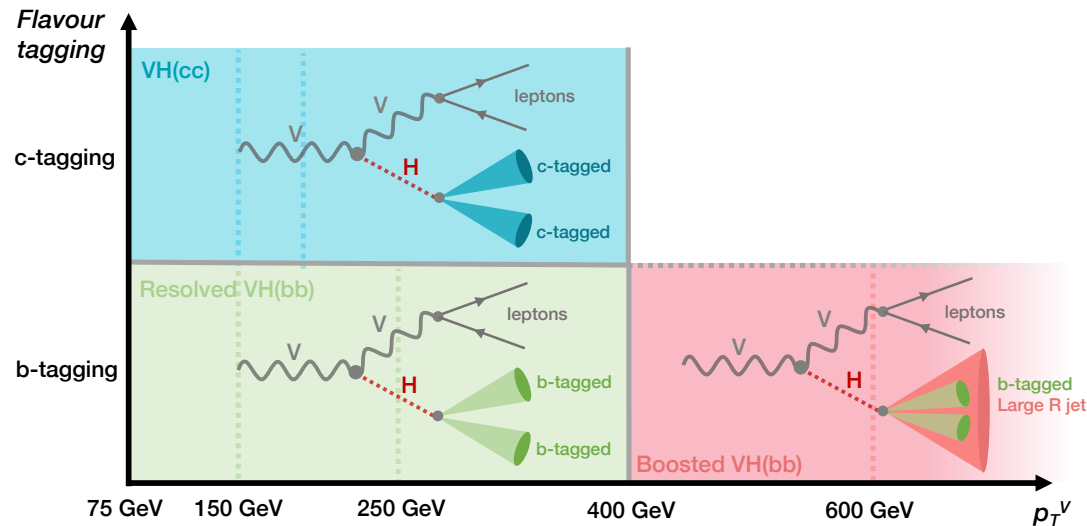 Flavour
tagging
VH(cc)
V
V
leptons
H
c-tagged
c-tagged
c-tagging
Resolved VH(bb)
V
V
leptons
H
b-tagged
b-tagged
b-tagging
V
V
leptons
H
b-tagged
Large R jet
Boosted VH(bb)
75 GeV
150 GeV
250 GeV
400 GeV
600 GeV
p_T^V